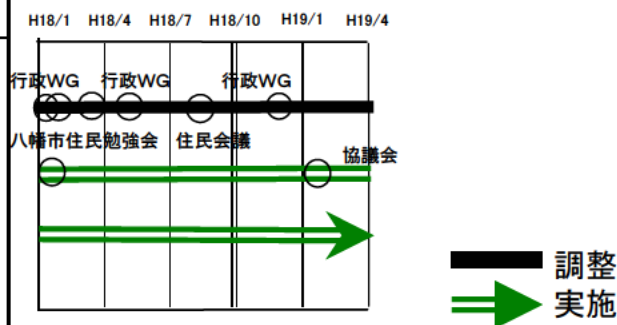 H18/1 H18/4 H18/7 H18/10 H19/1 H19/4
行政WG 行政WG 行政WG
八幡市住民勉強会 住民会議
協議会
調整
実施